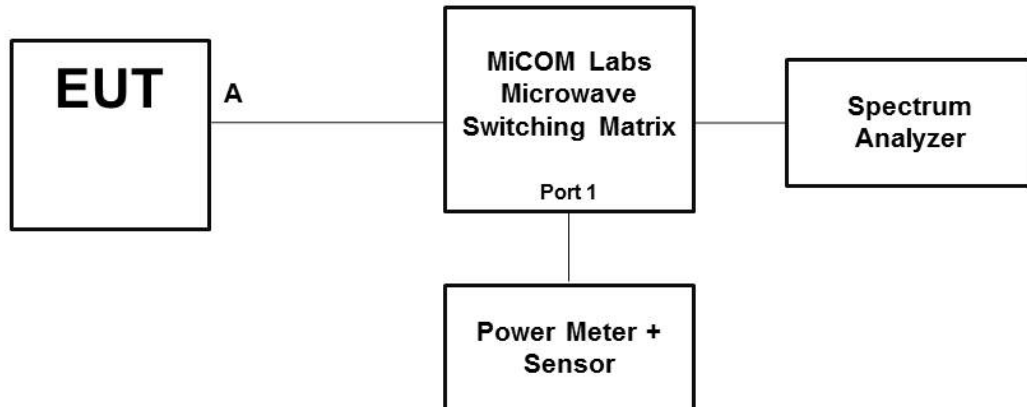 EUT
A
MiCOM Labs
Microwave
Switching Matrix
Port 1
Spectrum
Analyzer
Power Meter +
Sensor